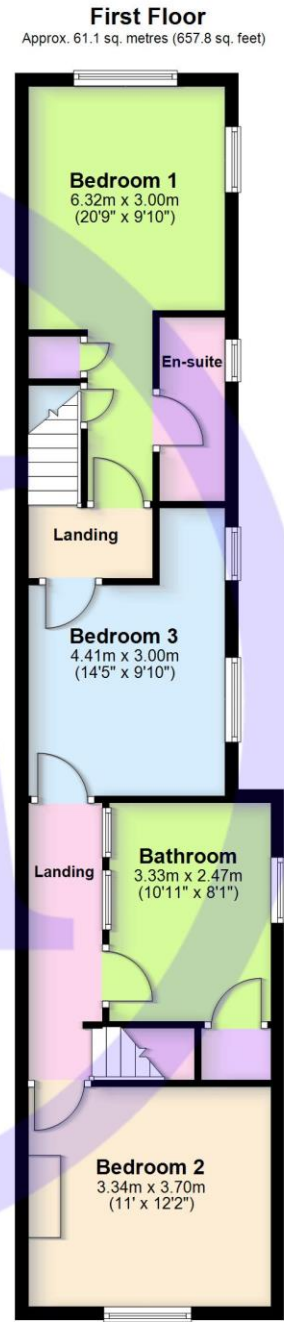 First Floor
Approx. 61.1 sq. metres (657.8 sq. feet)
Bedroom 1
6.32m x 3.00m
(20'9" x 9'10")
En-suite
Landing
Bedroom 3
4.41m x 3.00m
(14'5" x 9'10")
Landing
Bathroom
3.33m x 2.47m
(10'11" x 8'1")
Bedroom 2
3.34m x 3.70m
(11' x 12'2")